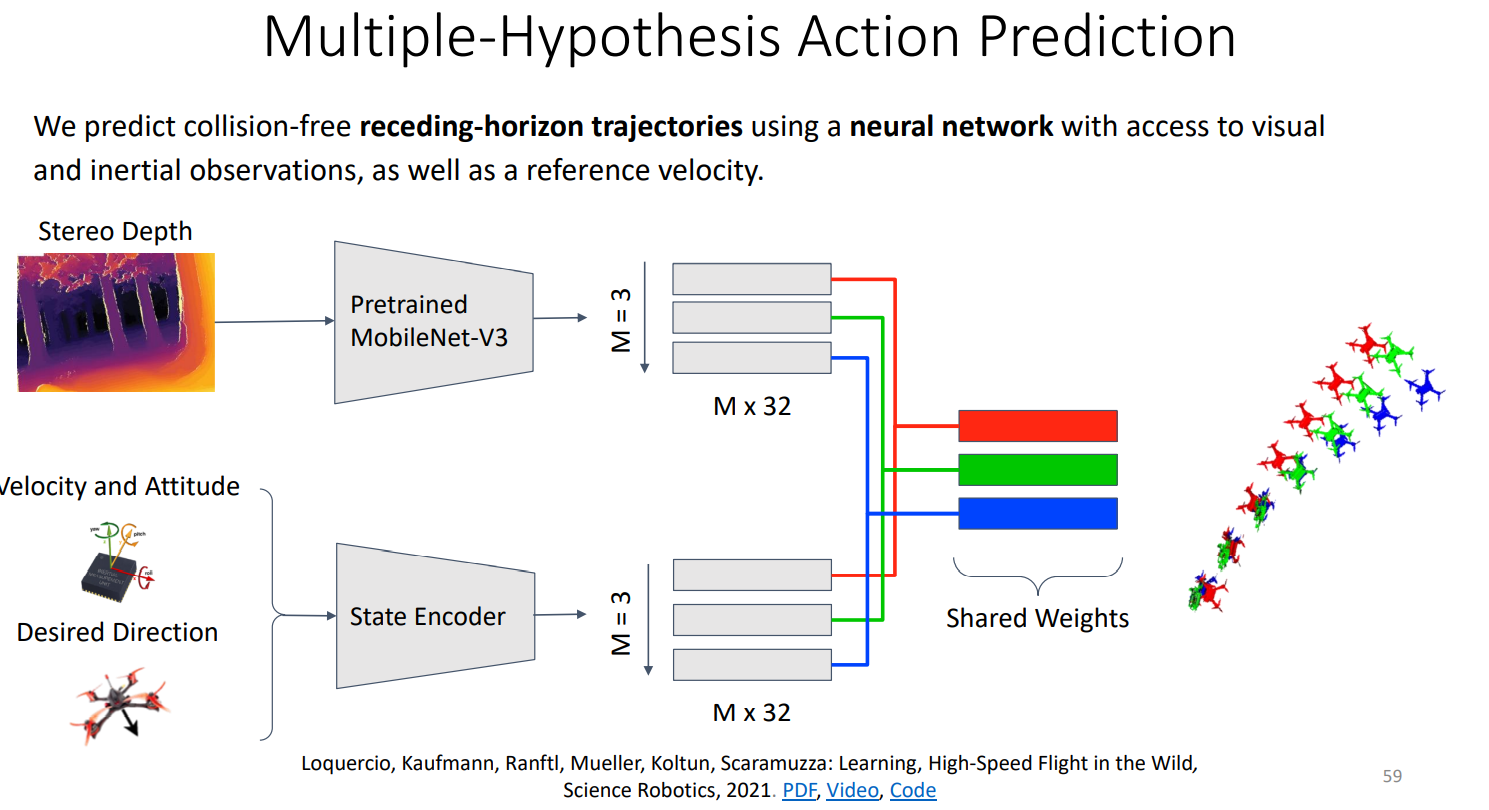 Multiple-Hypothesis Action Prediction
We predict collision-free receding-horizon trajectories using a neural network with access to visual
and inertial observations, as well as a reference velocity.
Stereo Depth
Pretrained
MobileNet-V3
M = 3
M x 32
Velocity and Attitude
yaw
pitch
roll
Desired Direction
State Encoder
M = 3
M x 32
Shared Weights
Loquercio, Kaufmann, Ranftl, Mueller, Koltun, Scaramuzza: Learning, High-Speed Flight in the Wild,
Science Robotics, 2021. PDF, Video, Code
59